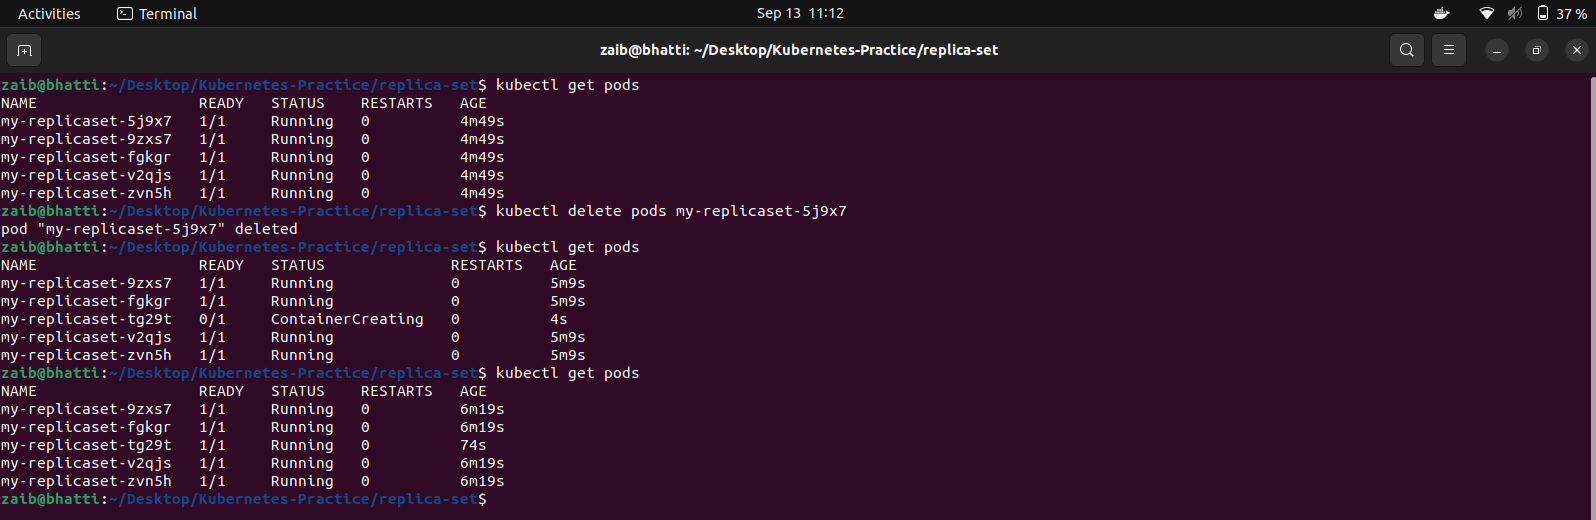 Activities Terminal Sep 13 11:12 37 %
zaib@bhatti: ~/Desktop/Kubernetes-Practice/replica-set
zaib@bhatti:~/Desktop/Kubernetes-Practice/replica-set$ kubectl get pods
NAME READY STATUS RESTARTS AGE
my-replicaset-5j9x7 1/1 Running 0 4m49s
my-replicaset-9zxs7 1/1 Running 0 4m49s
my-replicaset-fgkgr 1/1 Running 0 4m49s
my-replicaset-v2qjs 1/1 Running 0 4m49s
my-replicaset-zvn5h 1/1 Running 0 4m49s
zaib@bhatti:~/Desktop/Kubernetes-Practice/replica-set$ kubectl delete pods my-replicaset-5j9x7
pod "my-replicaset-5j9x7" deleted
zaib@bhatti:~/Desktop/Kubernetes-Practice/replica-set$ kubectl get pods
NAME READY STATUS RESTARTS AGE
my-replicaset-9zxs7 1/1 Running 0 5m9s
my-replicaset-fgkgr 1/1 Running 0 5m9s
my-replicaset-tg29t 0/1 ContainerCreating 0 4s
my-replicaset-v2qjs 1/1 Running 0 5m9s
my-replicaset-zvn5h 1/1 Running 0 5m9s
zaib@bhatti:~/Desktop/Kubernetes-Practice/replica-set$ kubectl get pods
NAME READY STATUS RESTARTS AGE
my-replicaset-9zxs7 1/1 Running 0 6m19s
my-replicaset-fgkgr 1/1 Running 0 6m19s
my-replicaset-tg29t 1/1 Running 0 74s
my-replicaset-v2qjs 1/1 Running 0 6m19s
my-replicaset-zvn5h 1/1 Running 0 6m19s
zaib@bhatti:~/Desktop/Kubernetes-Practice/replica-set$